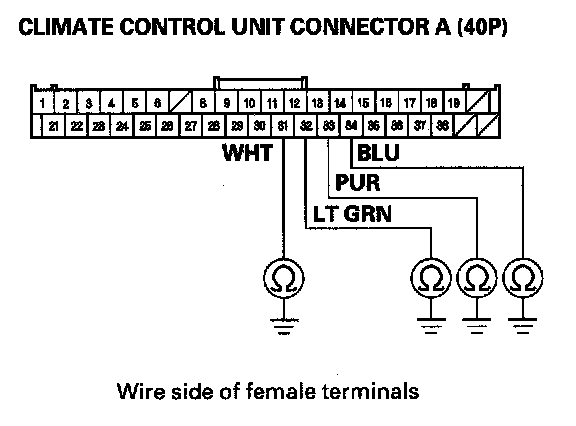 CLIMATE CONTROL UNIT CONNECTOR A (40P)
1 2 3 4 5 6 8 9 10 11 12 13 14 15 16 17 18 19
21 22 23 24 25 26 27 28 29 30 31 32 33 34 35 36 37 38
WHT BLU
PUR
LT GRN
Ω Ω Ω Ω
Wire side of female terminals